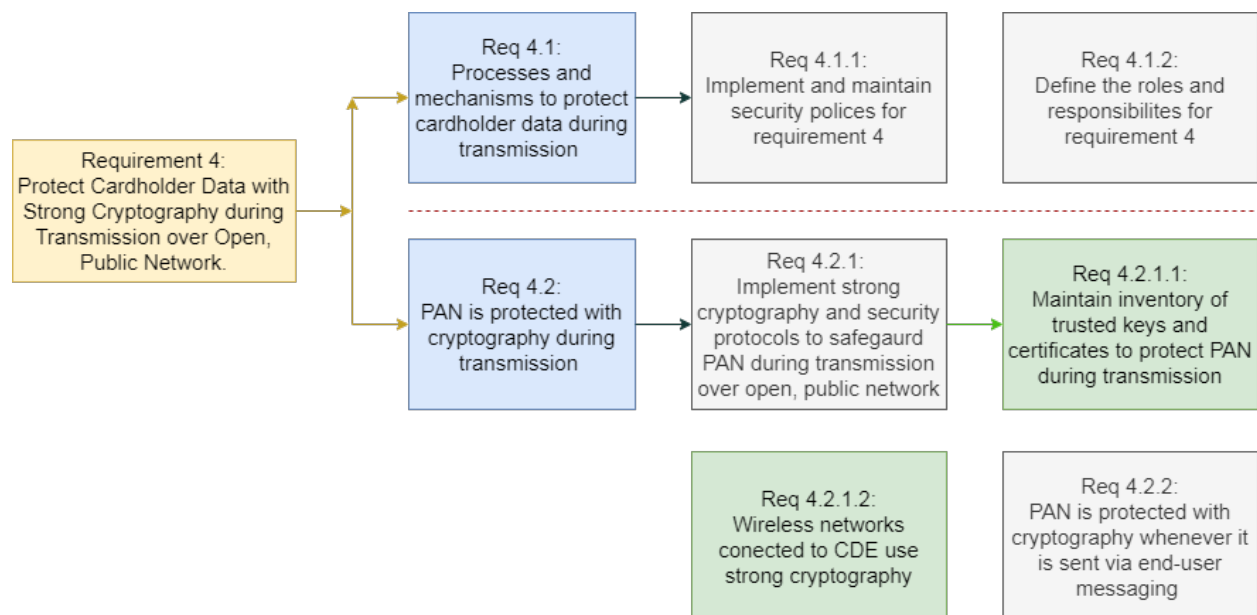 Requirement 4:
Protect Cardholder Data with
Strong Cryptography during
Transmission over Open,
Public Network.
Req 4.1:
Processes and
mechanisms to protect
cardholder data during
transmission
Req 4.1.1:
Implement and maintain
security polices for
requirement 4
Req 4.1.2:
Define the roles and
responsibilites for
requirement 4
Req 4.2:
PAN is protected with
cryptography during
transmission
Req 4.2.1:
Implement strong
cryptography and security
protocols to safegaurd
PAN during transmission
over open, public network
Req 4.2.1.1:
Maintain inventory of
trusted keys and
certificates to protect PAN
during transmission
Req 4.2.1.2:
Wireless networks
conected to CDE use
strong cryptography
Req 4.2.2:
PAN is protected with
cryptography whenever it
is sent via end-user
messaging